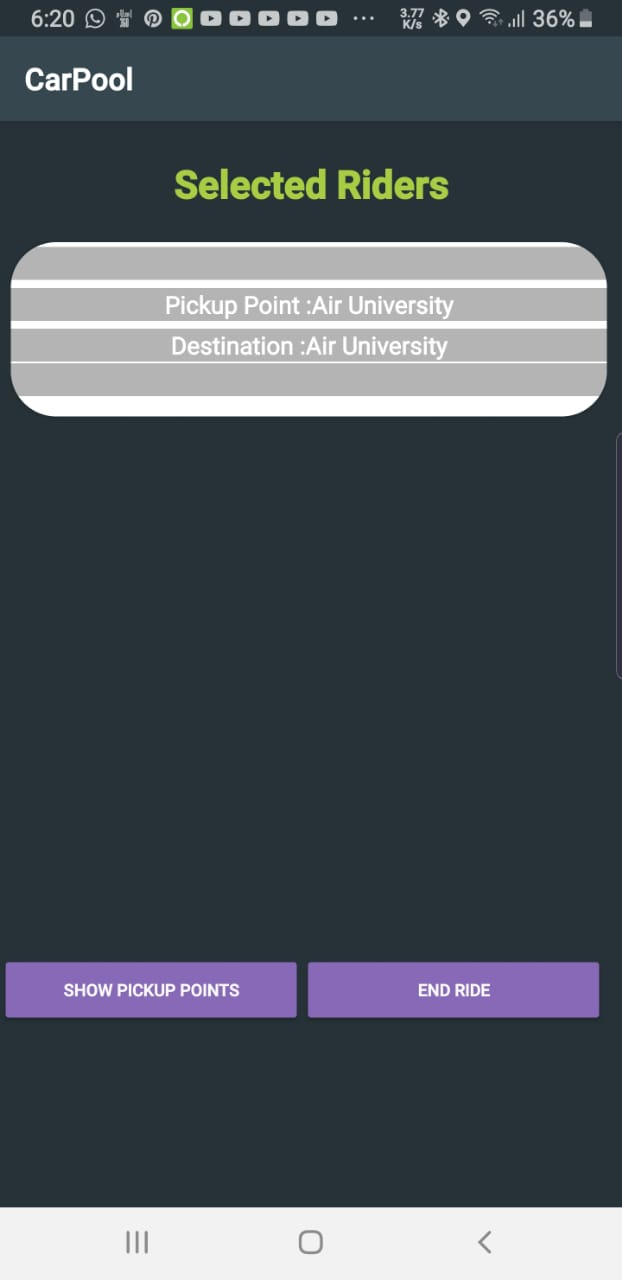 6:20 3.77 K/s 36%
CarPool
Selected Riders
Pickup Point :Air University
Destination :Air University
SHOW PICKUP POINTS END RIDE